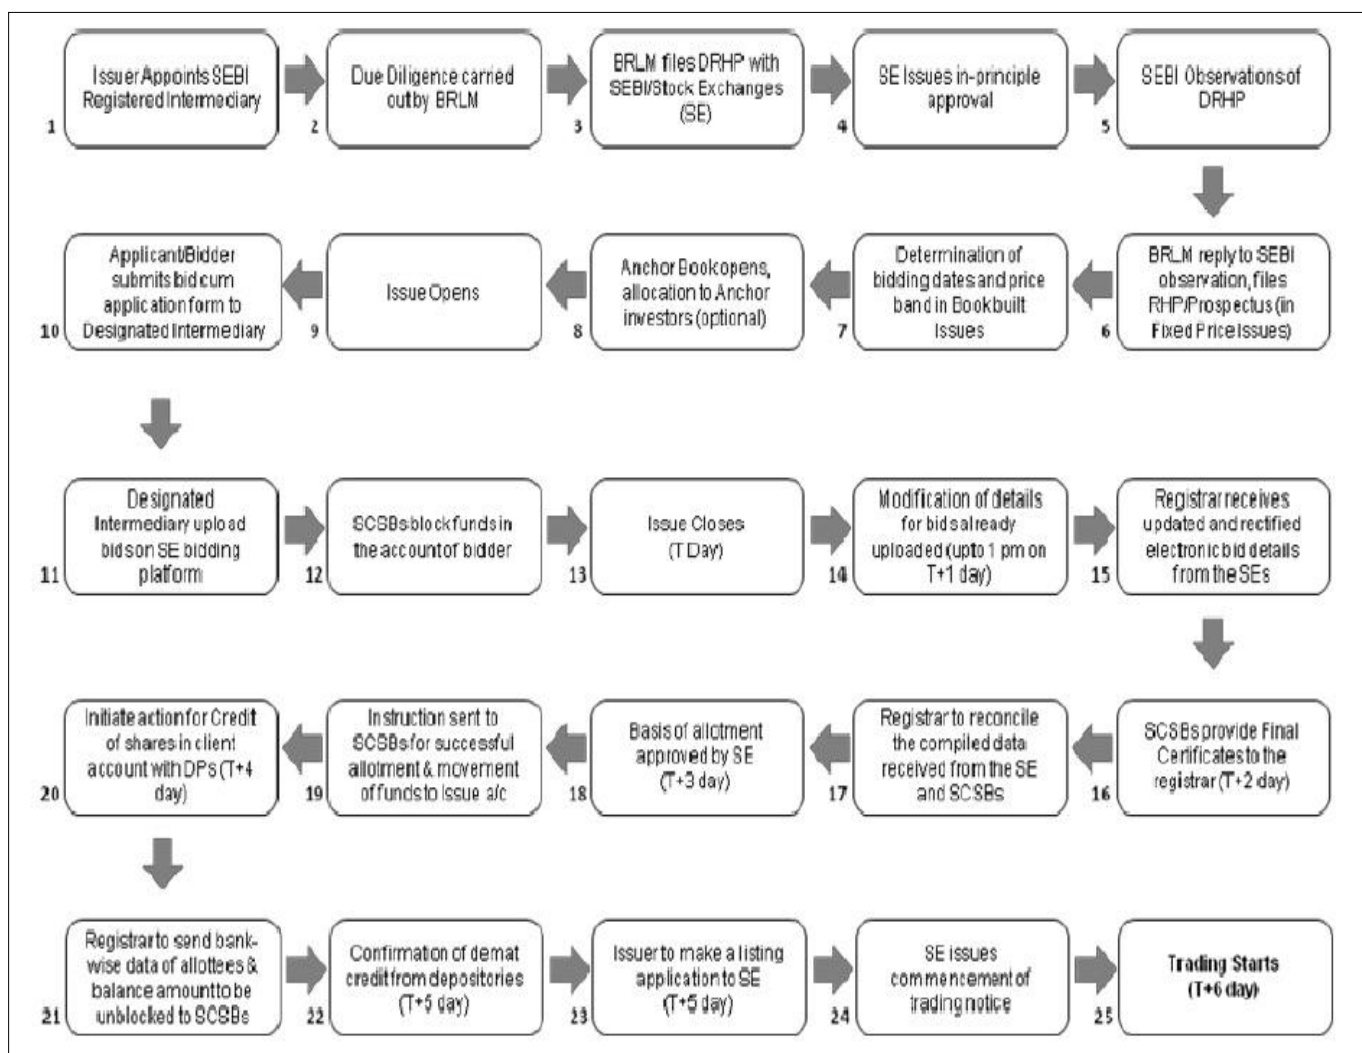 Issuer Appoints SEBI
Registered Intermediary
1
Due Diligence carried
out by BRLM
2
BRLM files DRHP with
SEBI/Stock Exchanges
(SE)
3
SE Issues in-principle
approval
4
SEBI Observations of
DRHP
5
BRLM reply to SEBI
observation, files
RHP/Prospectus (in
Fixed Price Issues)
6
Determination of
bidding dates and price
band in Book built
Issues
7
Anchor Book opens,
allocation to Anchor
investors (optional)
8
Issue Opens
9
Applicant/Bidder
submits bid cum
application form to
Designated Intermediary
10
Designated
Intermediary upload
bids on SE bidding
platform
11
SCSBs block funds in
the account of bidder
12
Issue Closes
(T Day)
13
Modification of details
for bids already
uploaded (upto 1 pm on
T+1 day)
14
Registrar receives
updated and rectified
electronic bid details
from the SEs
15
SCSBs provide Final
Certificates to the
registrar (T+2 day)
16
Registrar to reconcile
the compiled data
received from the SE
and SCSBs
17
Basis of allotment
approved by SE
(T+3 day)
18
Instruction sent to
SCSBs for successful
allotment & movement
of funds to Issue a/c
19
Initiate action for Credit
of shares in client
account with DPs (T+4
day)
20
Registrar to send bank-
wise data of allottees &
balance amount to be
unblocked to SCSBs
21
Confirmation of demat
credit from depositories
(T+5 day)
22
Issuer to make a listing
application to SE
(T+5 day)
23
SE issues
commencement of
trading notice
24
Trading Starts
(T+6 day)
25